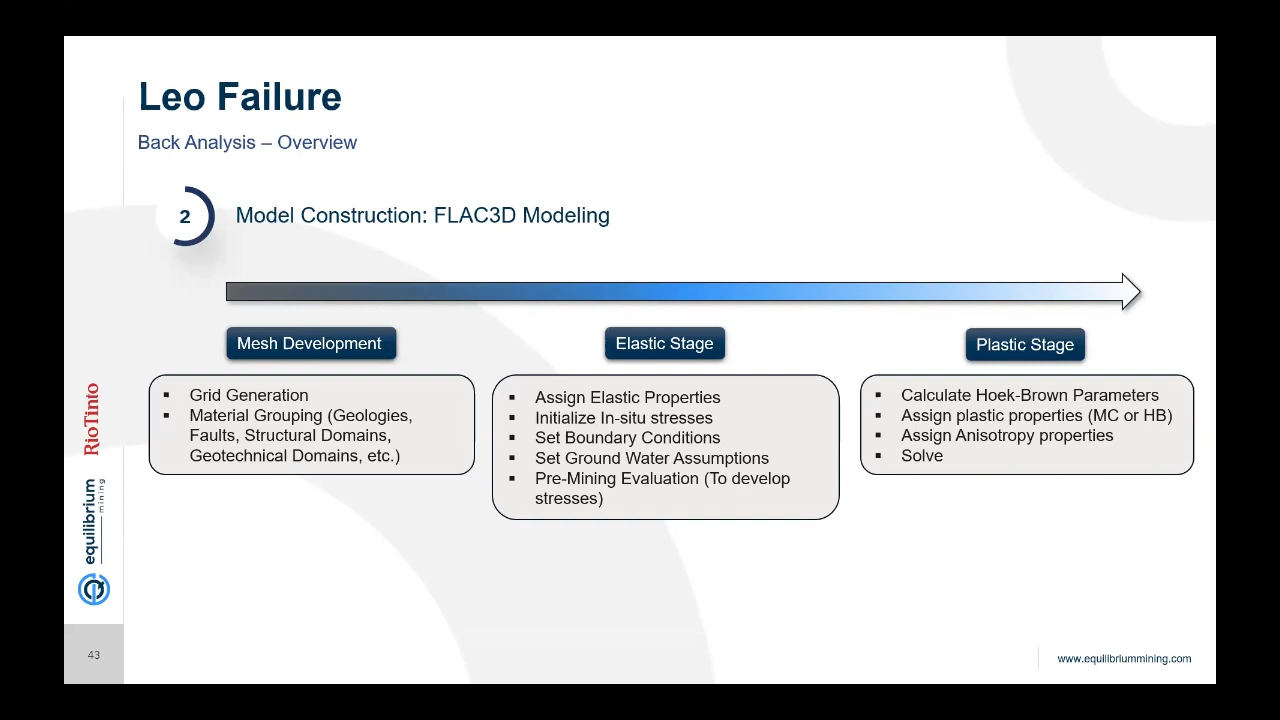 Leo Failure
Back Analysis – Overview
2
Model Construction: FLAC3D Modeling
Mesh Development
▪ Grid Generation
▪ Material Grouping (Geologies,
Faults, Structural Domains,
Geotechnical Domains, etc.)
Elastic Stage
▪ Assign Elastic Properties
▪ Initialize In-situ stresses
▪ Set Boundary Conditions
▪ Set Ground Water Assumptions
▪ Pre-Mining Evaluation (To develop
stresses)
Plastic Stage
▪ Calculate Hoek-Brown Parameters
▪ Assign plastic properties (MC or HB)
▪ Assign Anisotropy properties
▪ Solve
RioTinto
equilibrium
mining
43
www.equilibriummining.com